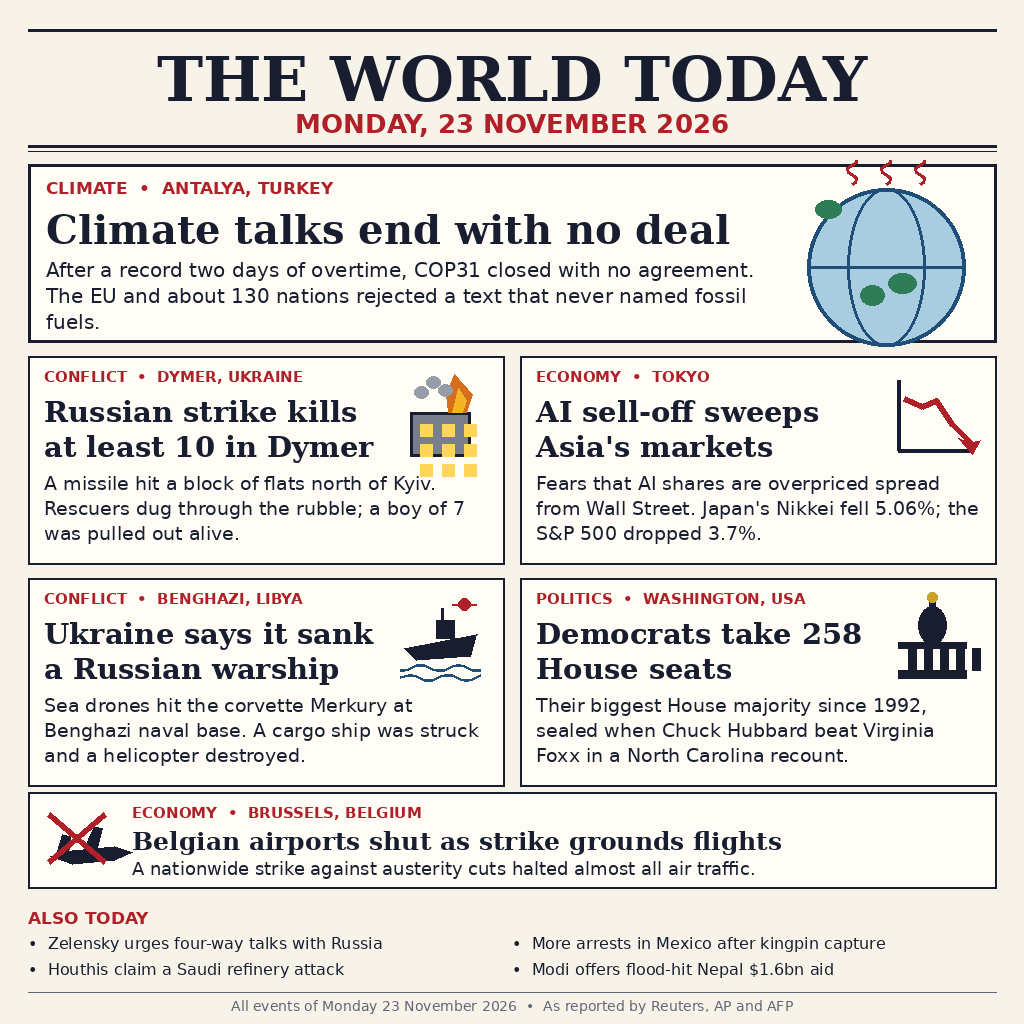 THE WORLD TODAY
MONDAY, 23 NOVEMBER 2026
CLIMATE • ANTALYA, TURKEY
Climate talks end with no deal
After a record two days of overtime, COP31 closed with no agreement.
The EU and about 130 nations rejected a text that never named fossil
fuels.
CONFLICT • DYMER, UKRAINE
Russian strike kills
at least 10 in Dymer
A missile hit a block of flats north of Kyiv.
Rescuers dug through the rubble; a boy of 7
was pulled out alive.
ECONOMY • TOKYO
AI sell-off sweeps
Asia's markets
Fears that AI shares are overpriced spread
from Wall Street. Japan's Nikkei fell 5.06%; the
S&P 500 dropped 3.7%.
CONFLICT • BENGHAZI, LIBYA
Ukraine says it sank
a Russian warship
Sea drones hit the corvette Merkury at
Benghazi naval base. A cargo ship was struck
and a helicopter destroyed.
POLITICS • WASHINGTON, USA
Democrats take 258
House seats
Their biggest House majority since 1992,
sealed when Chuck Hubbard beat Virginia
Foxx in a North Carolina recount.
ECONOMY • BRUSSELS, BELGIUM
Belgian airports shut as strike grounds flights
A nationwide strike against austerity cuts halted almost all air traffic.
ALSO TODAY
• Zelensky urges four-way talks with Russia
• Houthis claim a Saudi refinery attack
• More arrests in Mexico after kingpin capture
• Modi offers flood-hit Nepal $1.6bn aid
All events of Monday 23 November 2026 • As reported by Reuters, AP and AFP